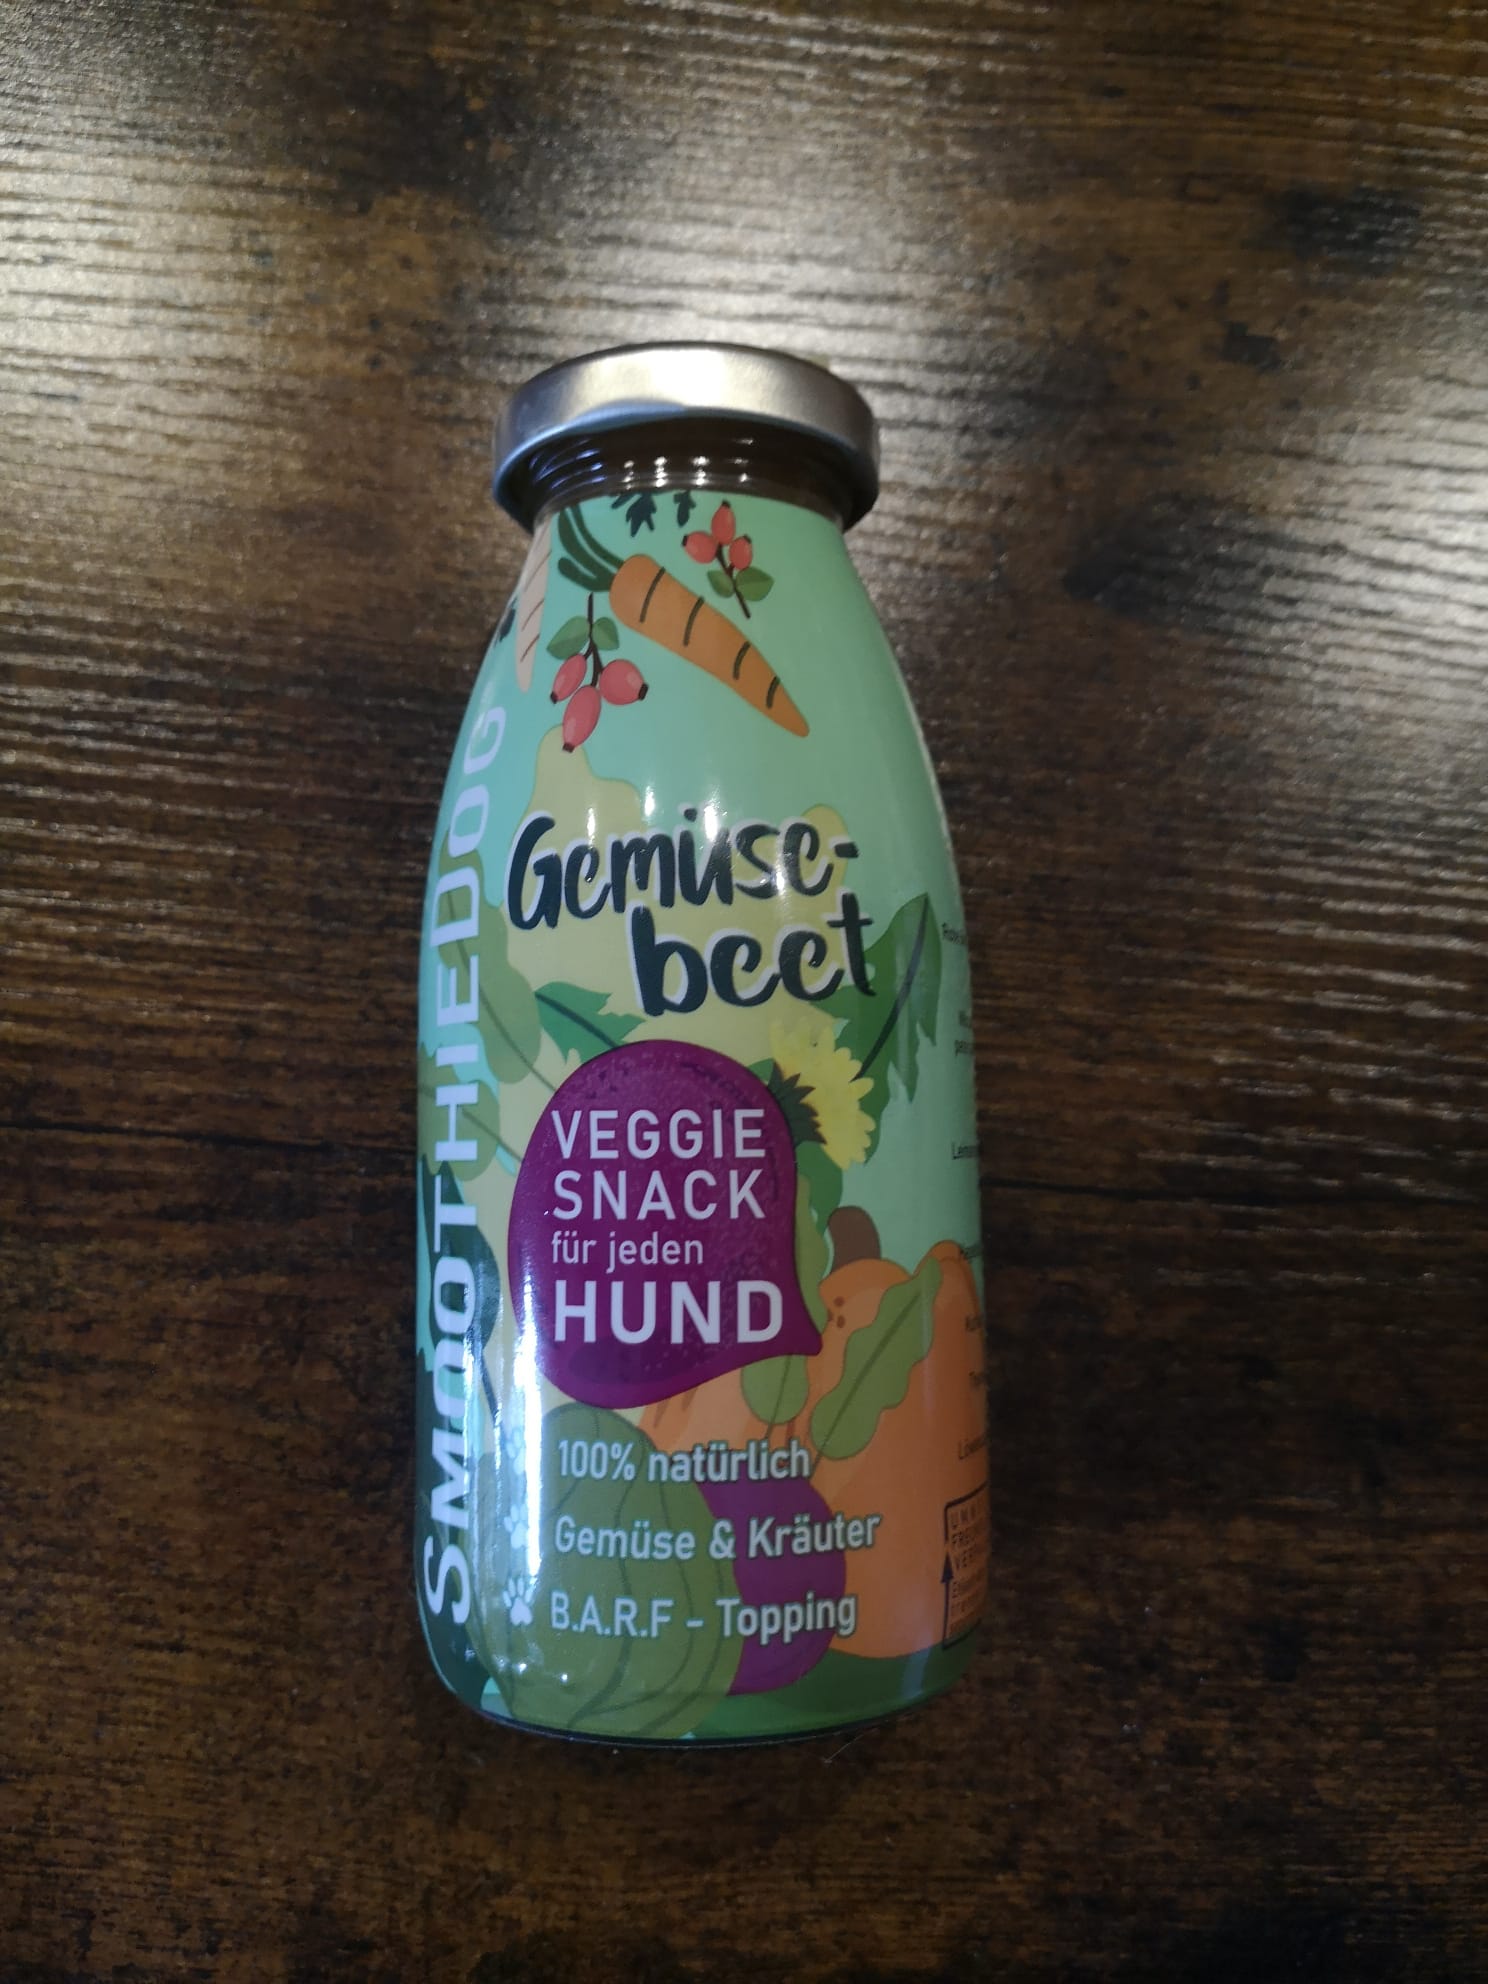 SMOOTHIEDOG
Gemüse-
beet
VEGGIE
SNACK
für jeden
HUND
100% natürlich
Gemüse & Kräuter
B.A.R.F - Topping